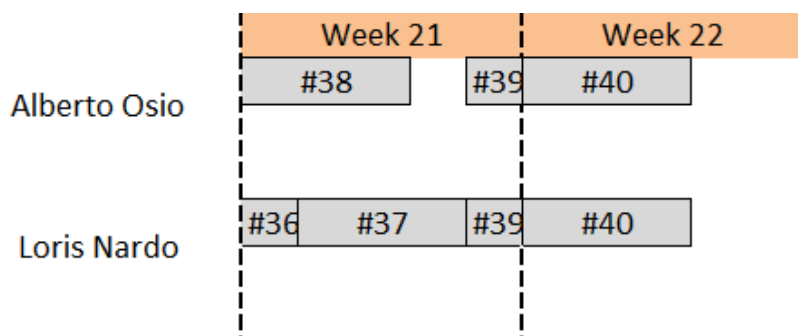 Week 21 Week 22
#38 #39 #40
Alberto Osio
#36 #37 #39 #40
Loris Nardo